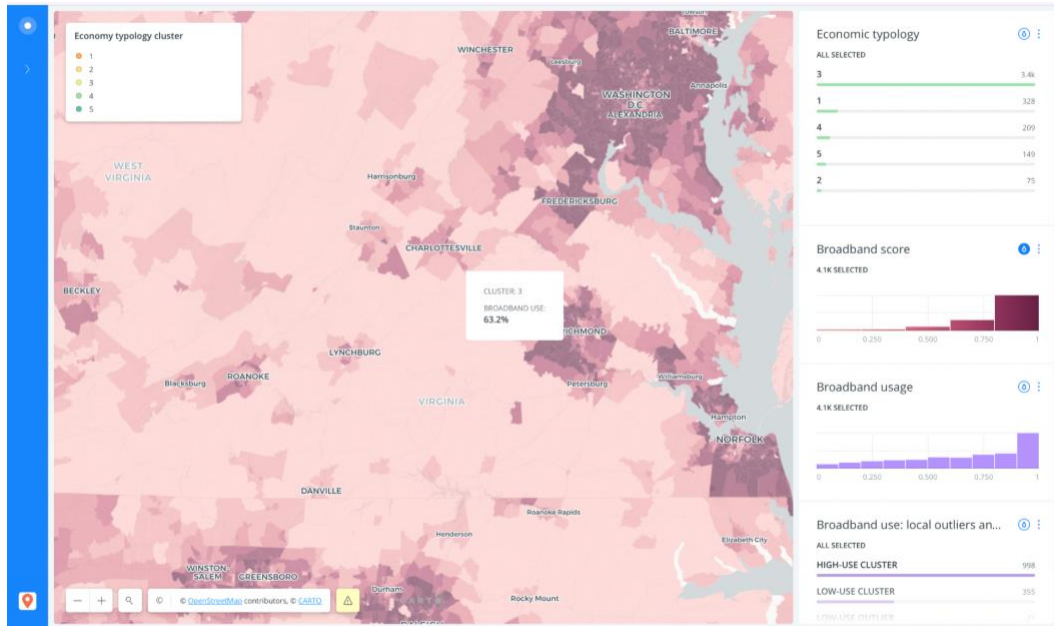 Economy typology cluster
1
2
3
4
5
BALTIMORE
WINCHESTER
Leesburg
Annapolis
WASHINGTON
D.C.
ALEXANDRIA
WEST
VIRGINIA
Harrisonburg
FREDERICKSBURG
Staunton
CHARLOTTESVILLE
BECKLEY
CLUSTER: 3
BROADBAND USE:
63.2%
RICHMOND
LYNCHBURG
ROANOKE
Blacksburg
Petersburg
Williamsburg
VIRGINIA
Hampton
NORFOLK
DANVILLE
Roanoke Rapids
Henderson
Elizabeth City
WINSTON-
SALEM
GREENSBORO
Durham
Rocky Mount
© © OpenStreetMap contributors, © CARTO
Economic typology
ALL SELECTED
3 3.4k
1 328
4 209
5 149
2 75
Broadband score
4.1K SELECTED
0 0.250 0.500 0.750 1
Broadband usage
4.1K SELECTED
0 0.250 0.500 0.750 1
Broadband use: local outliers an...
ALL SELECTED
HIGH-USE CLUSTER 998
LOW-USE CLUSTER 355
LOW-USE OUTLIER